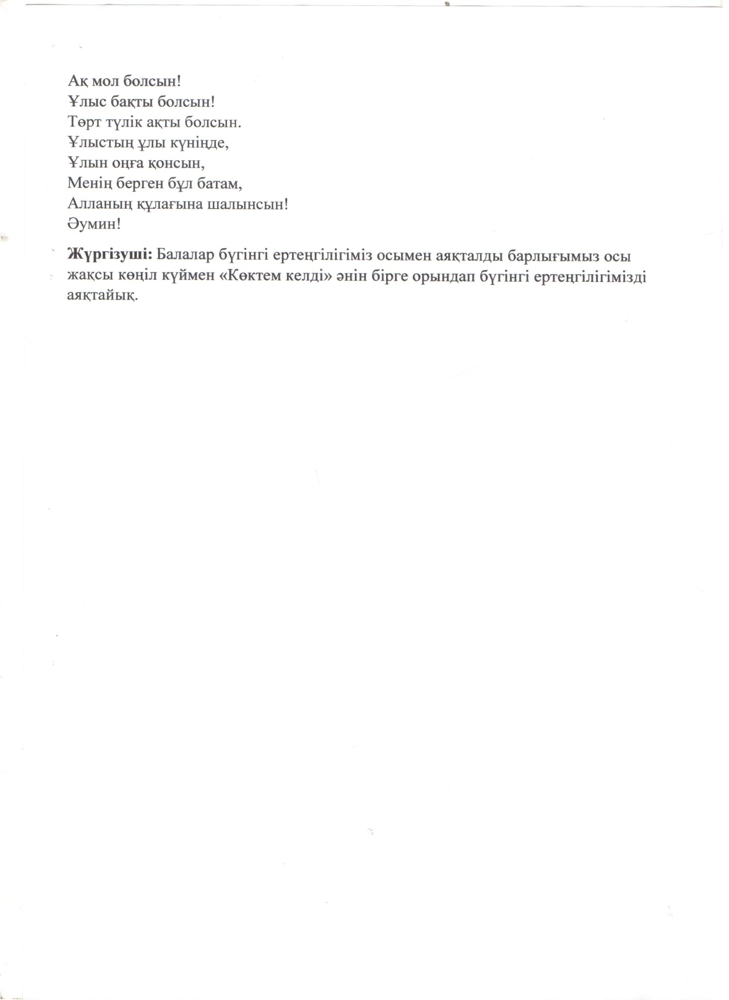 Ақ мол болсын!
Ұлыс бақты болсын!
Төрт түлік ақты болсын.
Ұлыстың ұлы күніңде,
Ұлын оңға қонсын,
Менің берген бұл батам,
Алланың құлағына шалынсын!
Әумин!
Жүргізуші: Балалар бүгінгі ертеңгілігіміз осымен аяқталды барлығымыз осы
жақсы көңіл күймен «Көктем келді» әнін бірге орындап бүгінгі ертеңгілігімізді
аяқтайық.